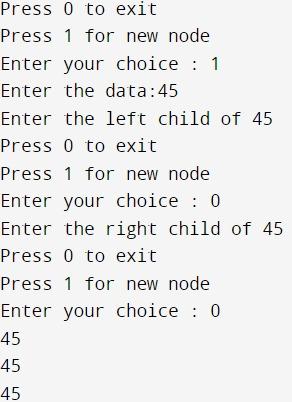 Press 0 to exit
Press 1 for new node
Enter your choice : 1
Enter the data:45
Enter the left child of 45
Press 0 to exit
Press 1 for new node
Enter your choice : 0
Enter the right child of 45
Press 0 to exit
Press 1 for new node
Enter your choice : 0
45
45
45